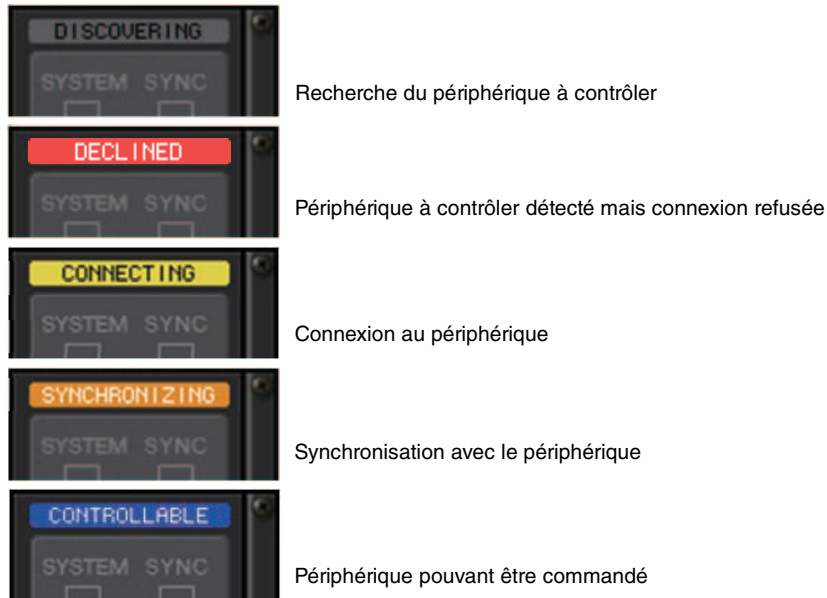 DISCOVERING
SYSTEM SYNC
Recherche du périphérique à contrôler
DECLINED
SYSTEM SYNC
Périphérique à contrôler détecté mais connexion refusée
CONNECTING
SYSTEM SYNC
Connexion au périphérique
SYNCHRONIZING
SYSTEM SYNC
Synchronisation avec le périphérique
CONTROLLABLE
SYSTEM SYNC
Périphérique pouvant être commandé